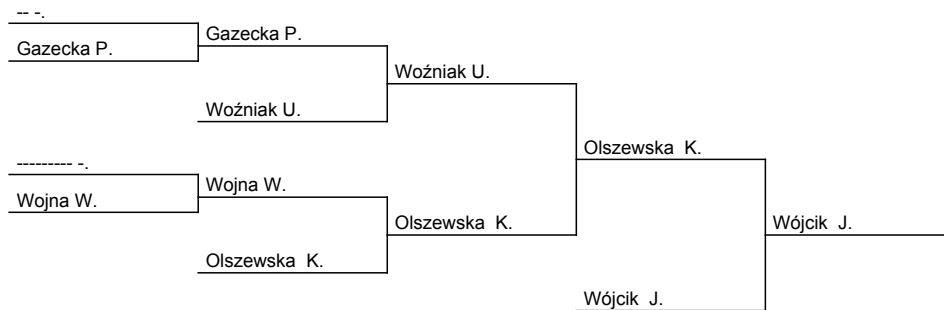 -- -.
Gazecka P.
Gazecka P.
Woźniak U.
Woźniak U.
--------- -.
Olszewska  K.
Wojna W.
Wojna W.
Olszewska  K.
Wójcik  J.
Olszewska  K.
Wójcik  J.